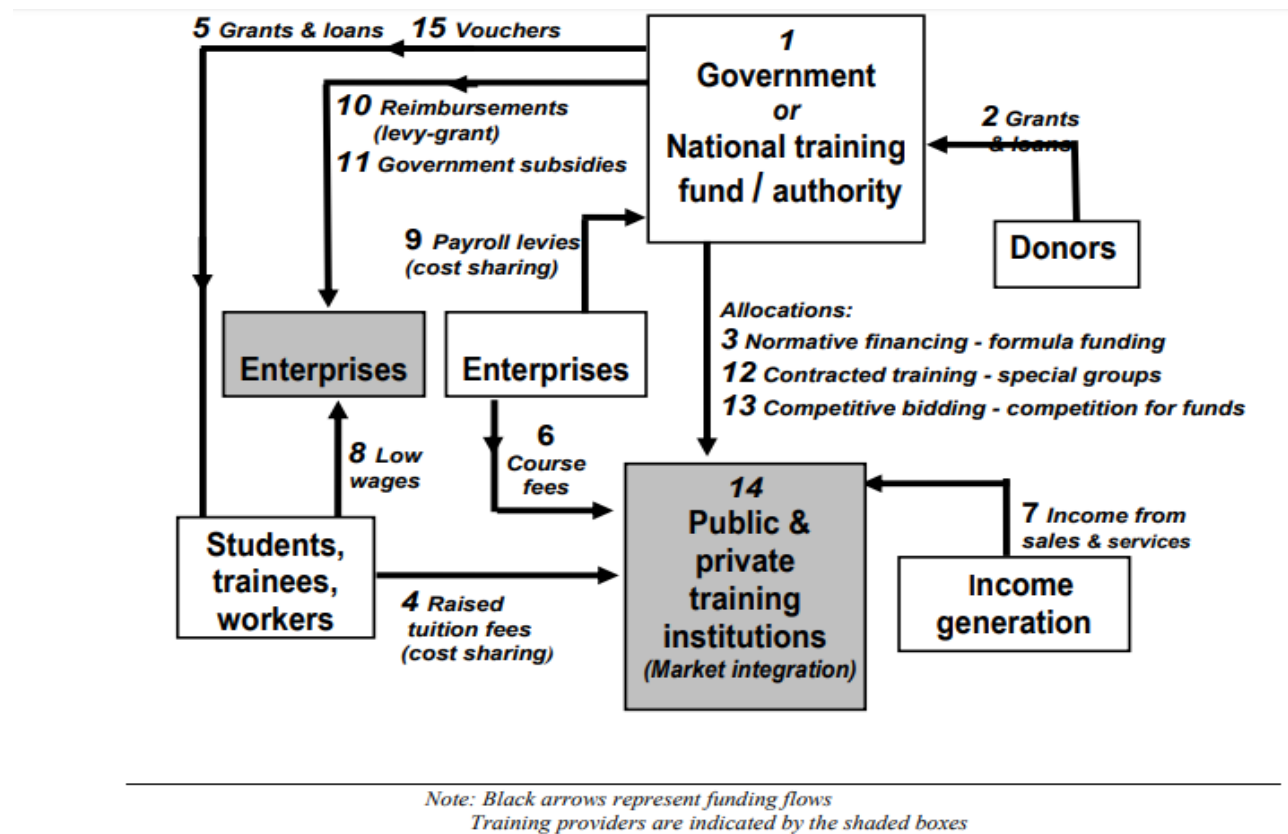 5 Grants & loans 15 Vouchers
1
Government
or
National training
fund / authority
10 Reimbursements
(levy-grant)
11 Government subsidies
2 Grants
& loans
Donors
9 Payroll levies
(cost sharing)
Enterprises
Enterprises
Allocations:
3 Normative financing - formula funding
12 Contracted training - special groups
13 Competitive bidding - competition for funds
8 Low
wages
6
Course
fees
14
Public &
private
training
institutions
(Market integration)
7 Income from
sales & services
Income
generation
Students,
trainees,
workers
4 Raised
tuition fees
(cost sharing)
Note: Black arrows represent funding flows
Training providers are indicated by the shaded boxes